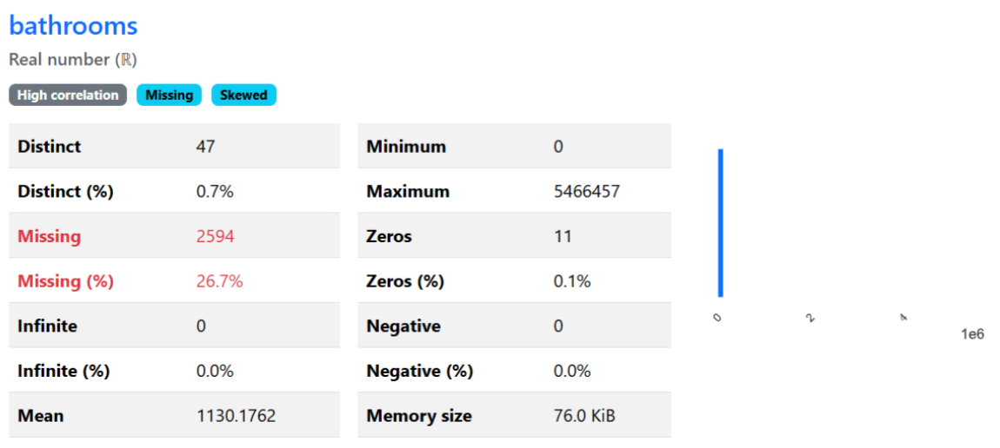 bathrooms
Real number (ℝ)
High correlation Missing Skewed
Distinct 47 Minimum 0
Distinct (%) 0.7% Maximum 5466457
Missing 2594 Zeros 11
Missing (%) 26.7% Zeros (%) 0.1%
Infinite 0 Negative 0
Infinite (%) 0.0% Negative (%) 0.0%
Mean 1130.1762 Memory size 76.0 KiB
0 2 4
1e6